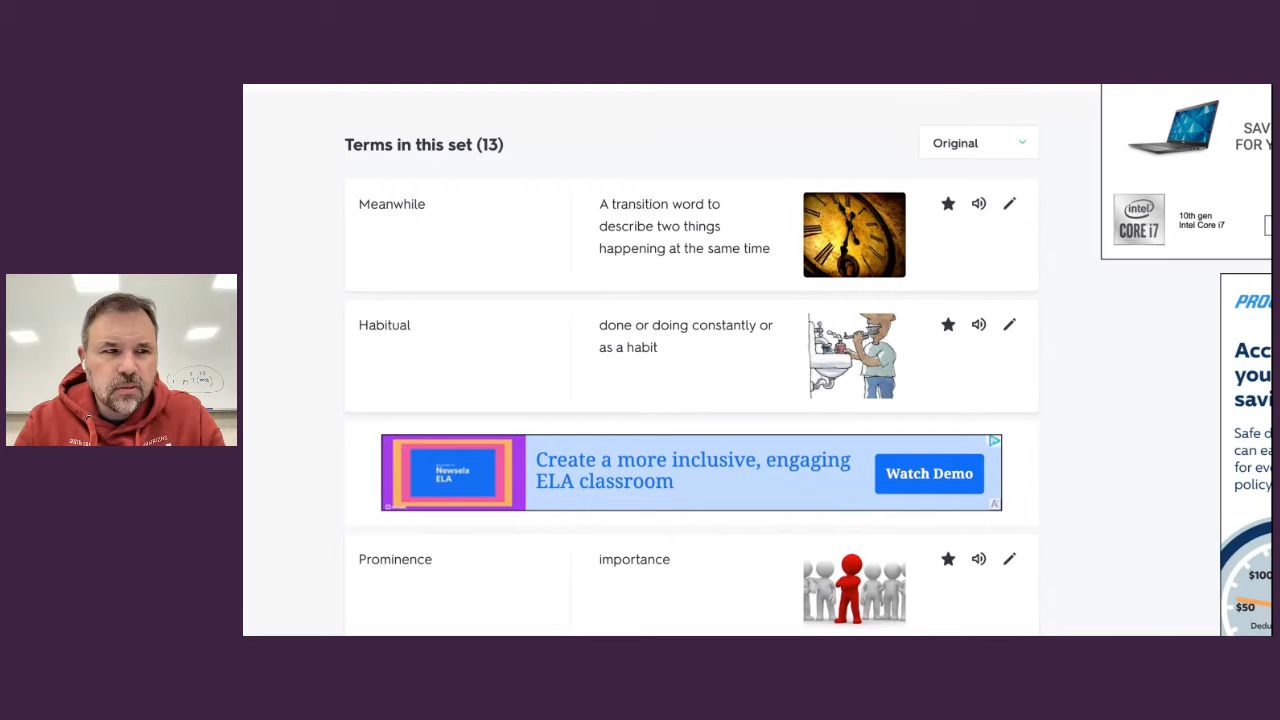 Terms in this set (13)
Original
Meanwhile
A transition word to
describe two things
happening at the same time
Habitual
done or doing constantly or
as a habit
Newsela
ELA
Create a more inclusive, engaging
ELA classroom
Watch Demo
Prominence
importance
SAV
FOR Y
intel
CORE i7
10th gen
Intel Core i7
PROG
Acc
you
savi
Safe d
can ea
for eve
policy
$100
$50
Dedu